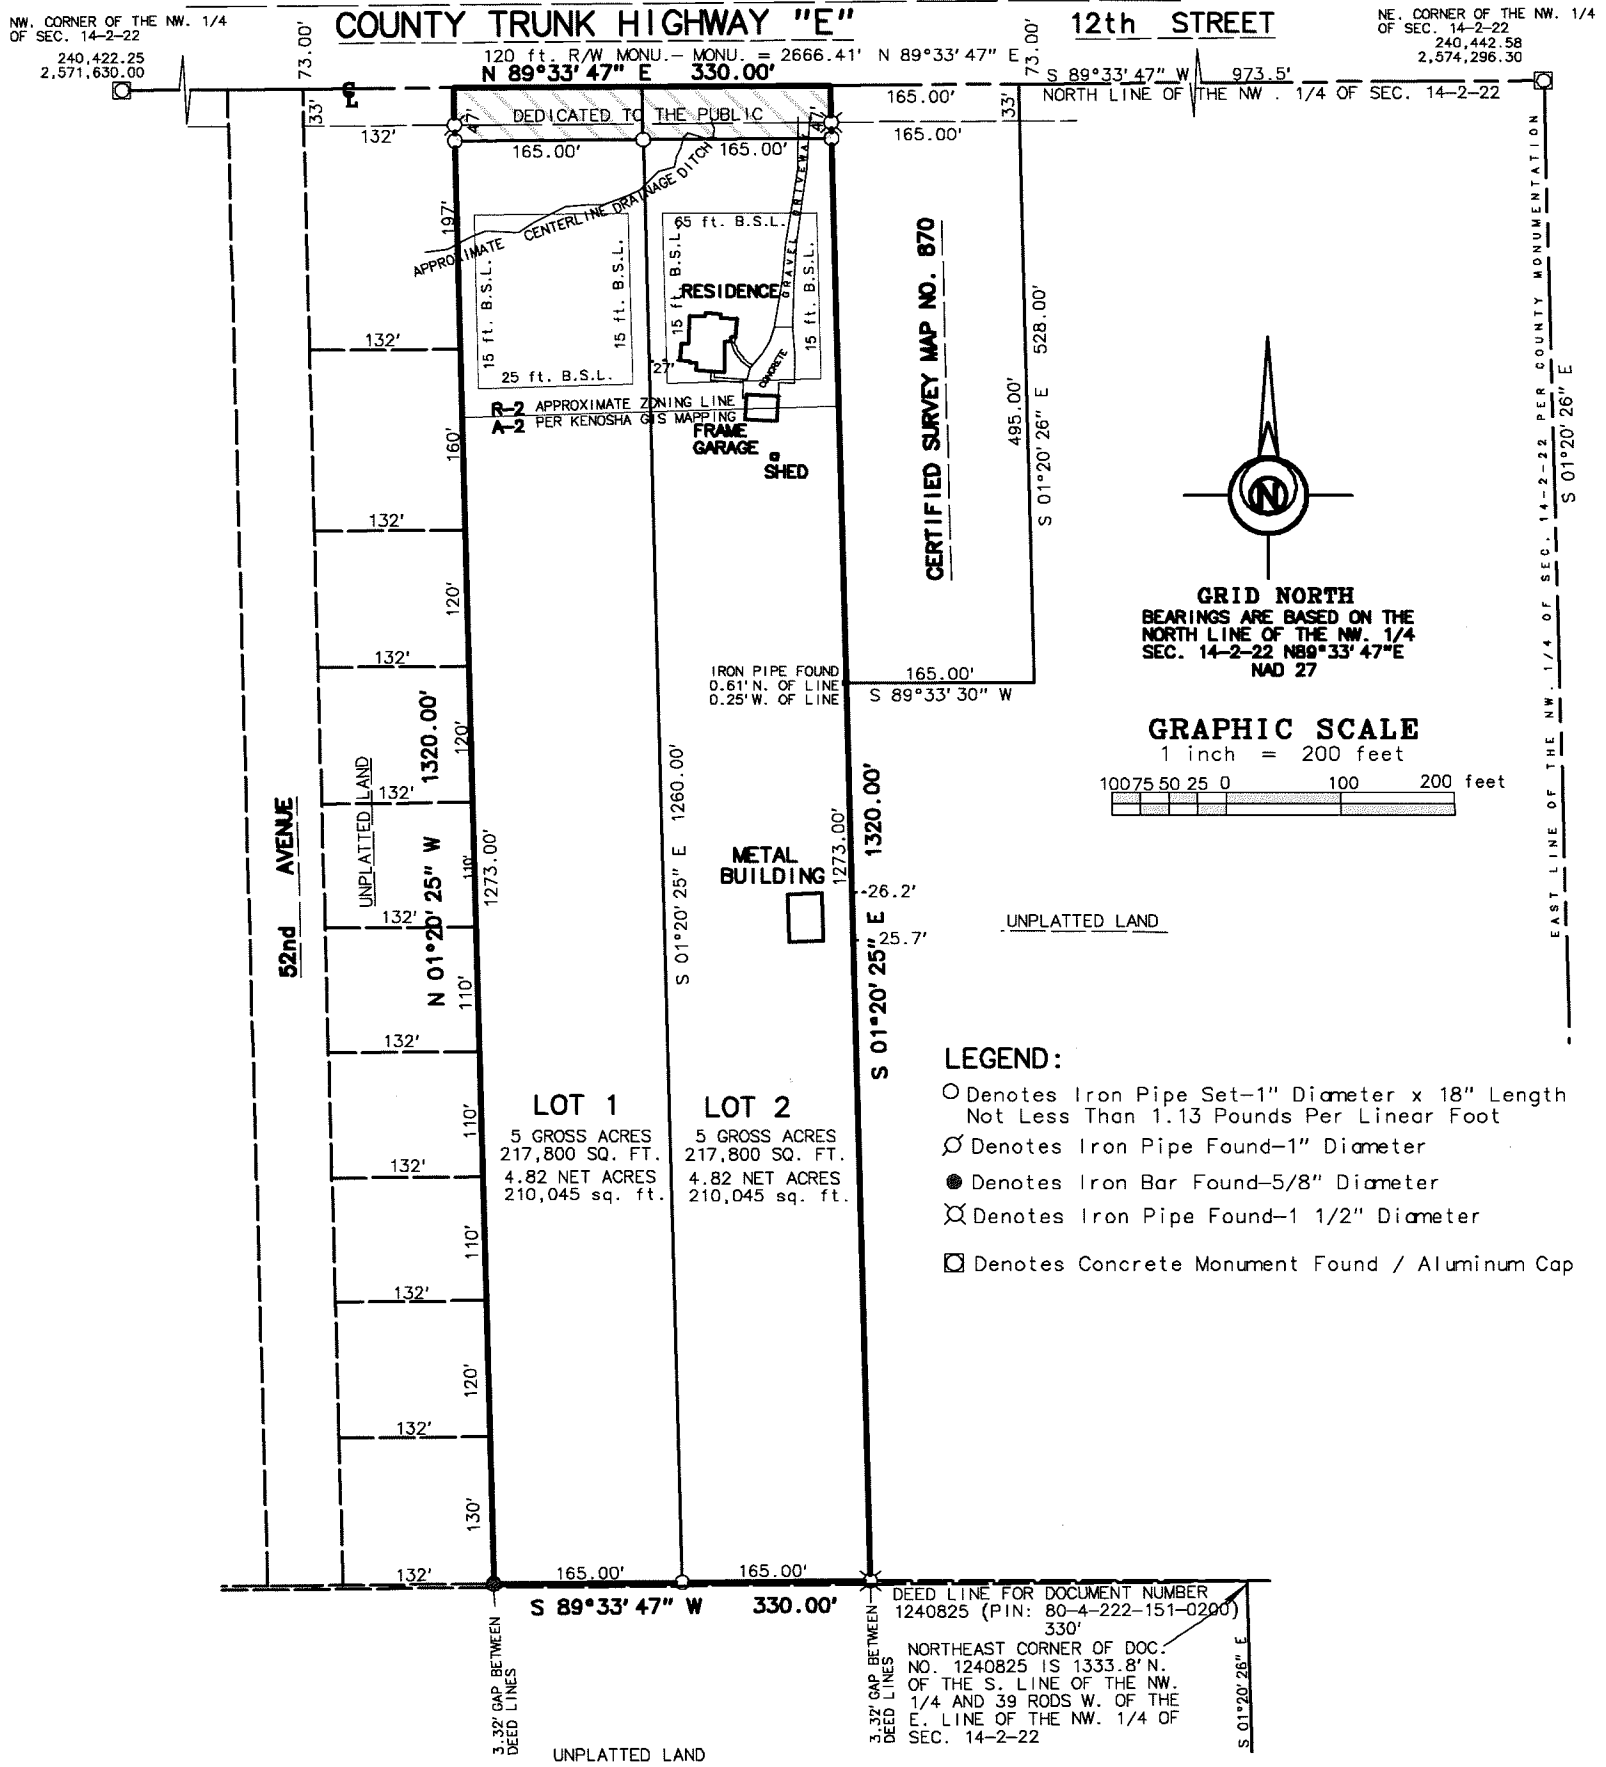 NW. CORNER OF THE NW. 1/4
OF SEC. 14-2-22
240,422.25
2,571,630.00
COUNTY TRUNK HIGHWAY "E"
12th STREET
NE. CORNER OF THE NW. 1/4
OF SEC. 14-2-22
240,442.58
2,574,296.30
73.00'
120 ft. R/W MONU.- MONU. = 2666.41' N 89°33'47" E
73.00'
N 89°33'47" E 330.00'
S 89°33'47" W 973.5'
NORTH LINE OF THE NW . 1/4 OF SEC. 14-2-22
℄
33'
165.00'
33'
132'
47'
DEDICATED TO THE PUBLIC
47'
165.00'
165.00'
165.00'
197'
APPROXIMATE CENTERLINE DRAINAGE DITCH
GRAVEL DRIVEWAY
65 ft. B.S.L.
15 ft. B.S.L.
15 ft. B.S.L.
15 ft. B.S.L.
15 ft. B.S.L.
RESIDENCE
CONCRETE
27'
25 ft. B.S.L.
R-2 APPROXIMATE ZONING LINE
A-2 PER KENOSHA GIS MAPPING
FRAME
GARAGE
SHED
CERTIFIED SURVEY MAP NO. 870
495.00'
S 01°20'26" E 528.00'
EAST LINE OF THE NW. 1/4 OF SEC. 14-2-22 PER COUNTY MONUMENTATION
S 01°20'26" E
132'
160'
132'
120'
132'
120'
132'
110'
132'
110'
132'
110'
132'
110'
132'
120'
132'
130'
132'
N
GRID NORTH
BEARINGS ARE BASED ON THE
NORTH LINE OF THE NW. 1/4
SEC. 14-2-22 N89°33'47"E
NAD 27
IRON PIPE FOUND
0.61'N. OF LINE
0.25'W. OF LINE
165.00'
S 89°33'30" W
GRAPHIC SCALE
1 inch = 200 feet
100 75 50 25 0 100 200 feet
52nd AVENUE
UNPLATTED LAND
N 01°20'25" W 1320.00'
1273.00'
S 01°20'25" E 1260.00'
METAL
BUILDING
1273.00'
S 01°20'25" E 1320.00'
26.2'
25.7'
UNPLATTED LAND
LOT 1
5 GROSS ACRES
217,800 SQ. FT.
4.82 NET ACRES
210,045 sq. ft.
LOT 2
5 GROSS ACRES
217,800 SQ. FT.
4.82 NET ACRES
210,045 sq. ft.
LEGEND:
Denotes Iron Pipe Set-1" Diameter x 18" Length
Not Less Than 1.13 Pounds Per Linear Foot
Denotes Iron Pipe Found-1" Diameter
Denotes Iron Bar Found-5/8" Diameter
Denotes Iron Pipe Found-1 1/2" Diameter
Denotes Concrete Monument Found / Aluminum Cap
165.00'
165.00'
S 89°33'47" W 330.00'
3.32' GAP BETWEEN
DEED LINES
3.32' GAP BETWEEN
DEED LINES
DEED LINE FOR DOCUMENT NUMBER
1240825 (PIN: 80-4-222-151-0200)
330'
NORTHEAST CORNER OF DOC.
NO. 1240825 IS 1333.8'N.
OF THE S. LINE OF THE NW.
1/4 AND 39 RODS W. OF THE
E. LINE OF THE NW. 1/4 OF
SEC. 14-2-22
S 01°20'26" E
UNPLATTED LAND